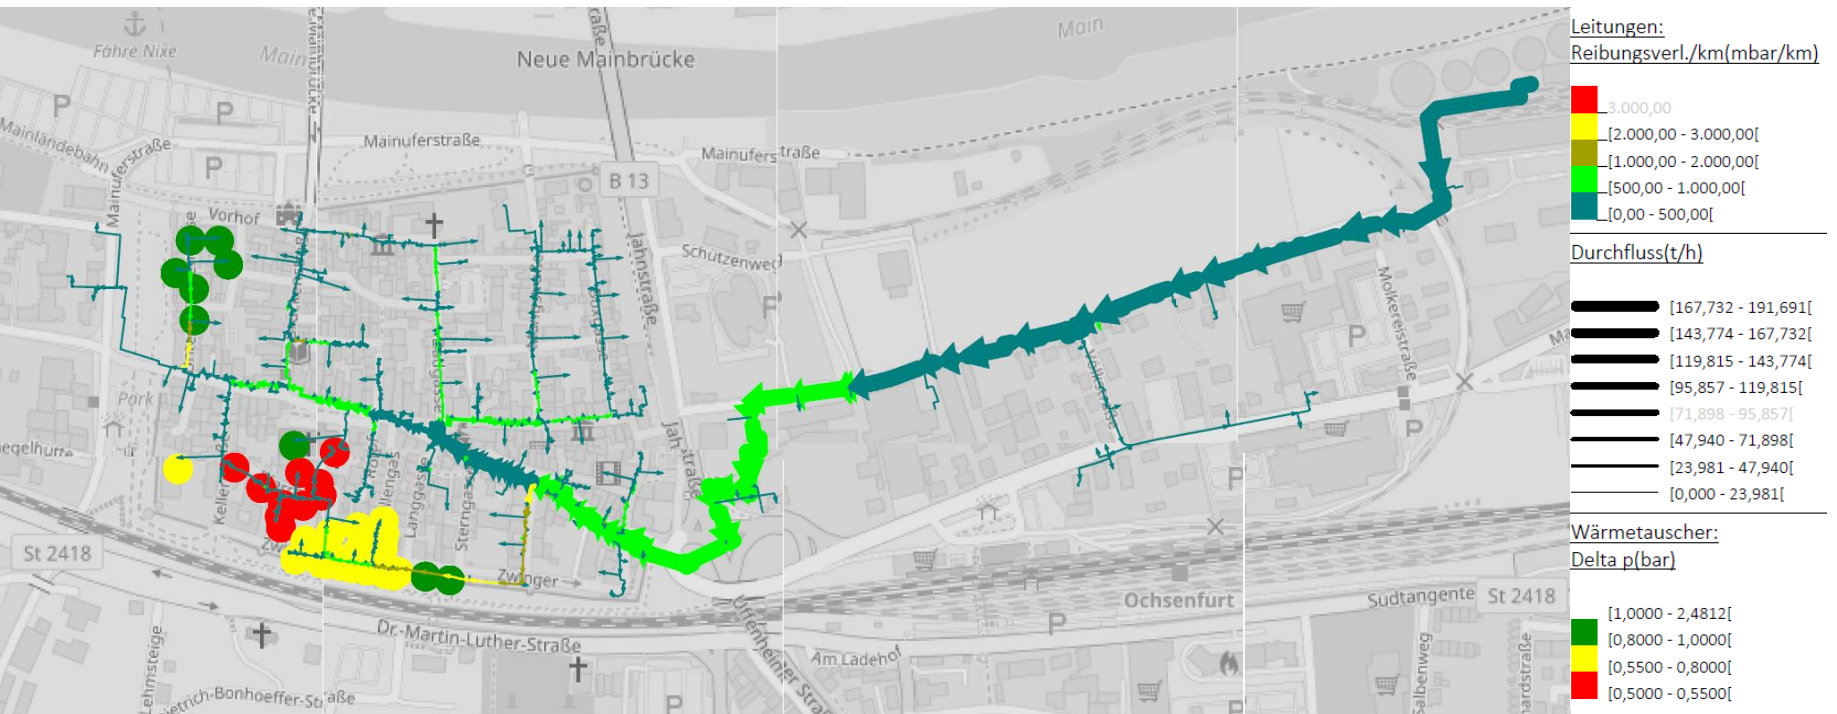 Fähre Nixe
Main
Neue Mainbrücke
Main
Mainländebahn
Mainuferstraße
P
P
P
Mainuferstraße
Mainufers
traße
B 13
Vorhof
Mainuferstraße
Jahnstraße
Schützenweg
P
Molkereistraße
P
Park
Volkstraße
P
Jahnstraße
Kellerg
Langgasse
Sterngasse
Zwinger
St 2418
P
Ochsenfurt
Südtangente
St 2418
P
Dr.-Martin-Luther-Straße
Uffenheimer Straß
Am Ladehof
Lehmsteige
etrich-Bonhoeffer-Straße
P
P
Leitungen:
Reibungsverl./km(mbar/km)
3.000,00
[2.000,00 - 3.000,00[
[1.000,00 - 2.000,00[
[500,00 - 1.000,00[
[0,00 - 500,00[
Durchfluss(t/h)
[167,732 - 191,691[
[143,774 - 167,732[
[119,815 - 143,774[
[95,857 - 119,815[
[71,898 - 95,857[
[47,940 - 71,898[
[23,981 - 47,940[
[0,000 - 23,981[
Wärmetauscher:
Delta p(bar)
[1,0000 - 2,4812[
[0,8000 - 1,0000[
[0,5500 - 0,8000[
[0,5000 - 0,5500[